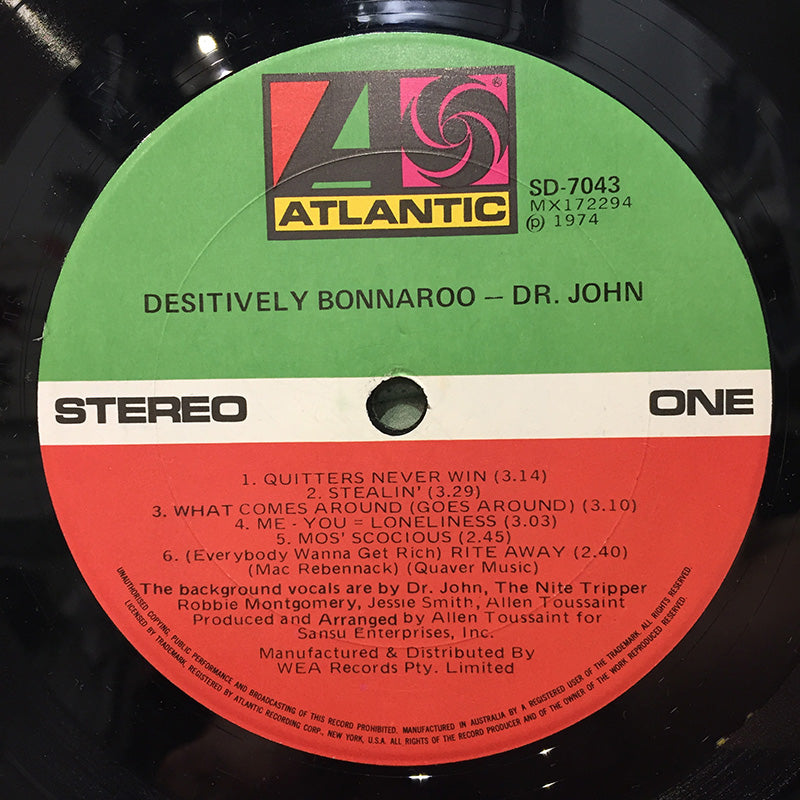 ATLANTIC
®
SD-7043
MX172294
℗ 1974
DESITIVELY BONNAROO — DR. JOHN
STEREO
ONE
1. QUITTERS NEVER WIN (3.14)
2. STEALIN' (3.29)
3. WHAT COMES AROUND (GOES AROUND) (3.10)
4. ME - YOU = LONELINESS (3.03)
5. MOS' SCOCIOUS (2.45)
6. (Everybody Wanna Get Rich) RITE AWAY (2.40)
(Mac Rebennack) (Quaver Music)
The background vocals are by Dr. John, The Nite Tripper
Robbie Montgomery, Jessie Smith, Allen Toussaint
Produced and Arranged by Allen Toussaint for
Sansu Enterprises, Inc.
Manufactured & Distributed By
WEA Records Pty. Limited
UNAUTHORISED COPYING, PUBLIC PERFORMANCE AND BROADCASTING OF THIS RECORD PROHIBITED. MANUFACTURED IN AUSTRALIA BY A REGISTERED USER OF THE TRADEMARK. ALL RIGHTS RESERVED.
LICENSED BY TRADEMARK, REGISTERED BY ATLANTIC RECORDING CORP., NEW YORK, U.S.A. ALL RIGHTS OF THE RECORD PRODUCER AND OF THE OWNER OF THE WORK REPRODUCED RESERVED.